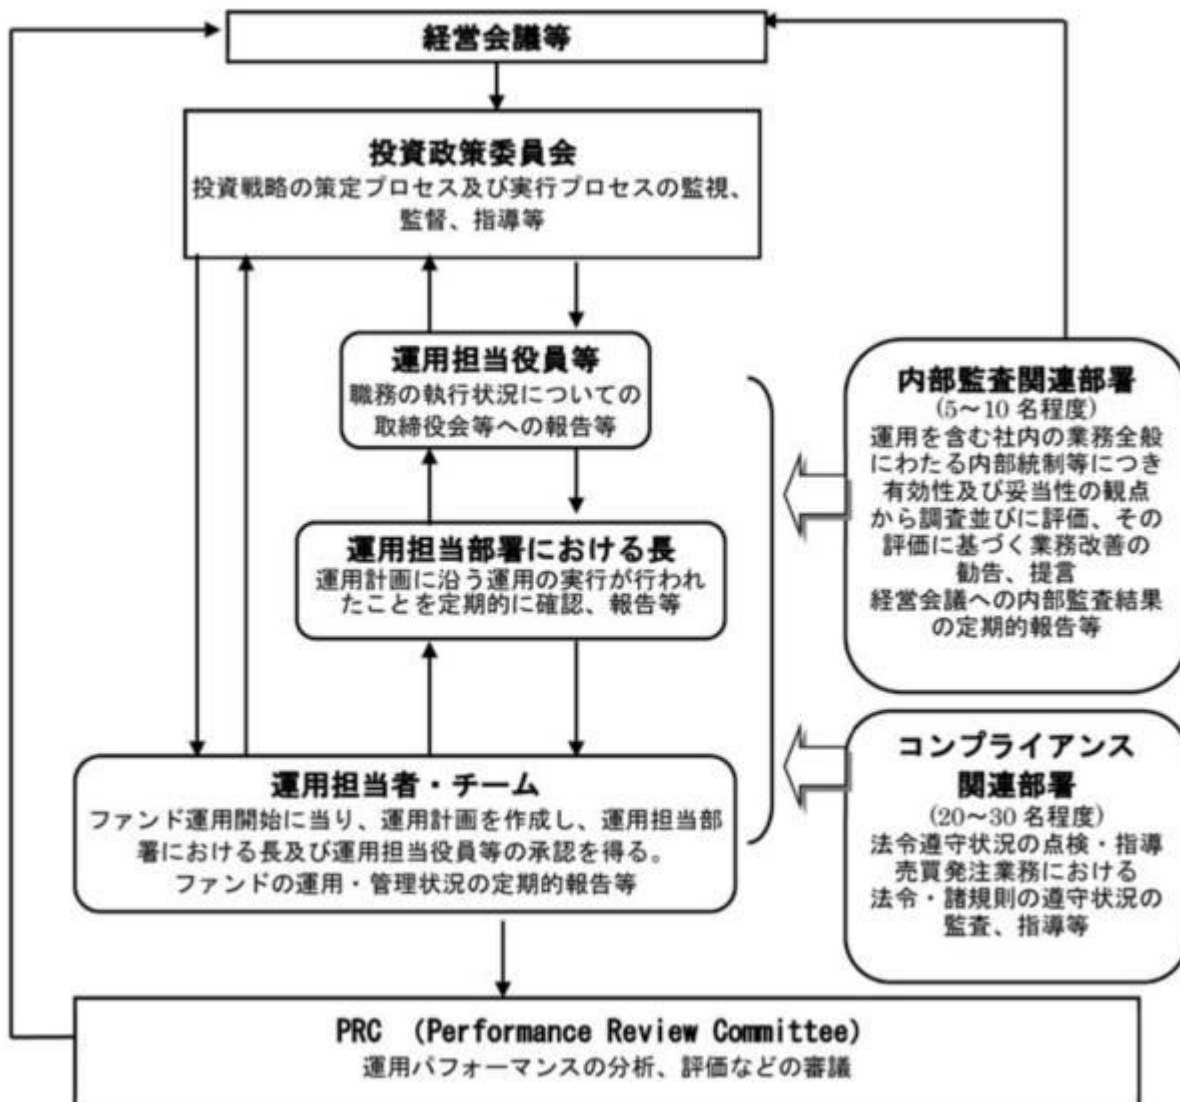 経営会議等
投資政策委員会
投資戦略の策定プロセス及び実行プロセスの監視、
監督、指導等
運用担当役員等
職務の執行状況についての
取締役会等への報告等
運用担当部署における長
運用計画に沿う運用の実行が行われ
たことを定期的に確認、報告等
運用担当者・チーム
ファンド運用開始に当り、運用計画を作成し、運用担当部
署における長及び運用担当役員等の承認を得る。
ファンドの運用・管理状況の定期的報告等
内部監査関連部署
(5～10 名程度)
運用を含む社内の業務全般
にわたる内部統制等につき
有効性及び妥当性の観点
から調査並びに評価、その
評価に基づく業務改善の
勧告、提言
経営会議への内部監査結果
の定期的報告等
コンプライアンス
関連部署
(20～30 名程度)
法令遵守状況の点検・指導
売買発注業務における
法令・諸規則の遵守状況の
監査、指導等
PRC (Performance Review Committee)
運用パフォーマンスの分析、評価などの審議